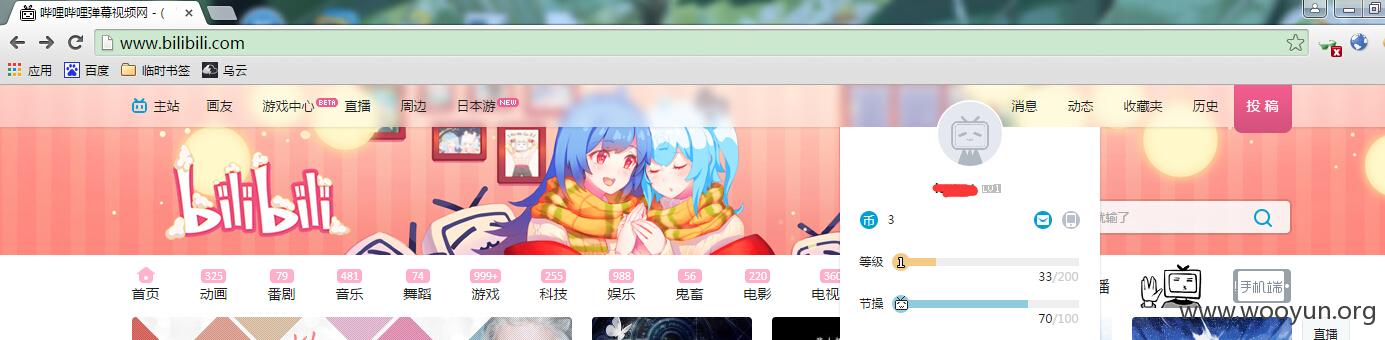 哔哩哔哩弹幕视频网 - (
www.bilibili.com
应用 百度 临时书签 乌云
主站 画友 游戏中心 BETA 直播 周边 日本游 NEW 消息 动态 收藏夹 历史 投稿
bilibili
LV1
币 3
就输了
等级 1
33/200
节操
70/100
325 79 481 74 999+ 255 988 56 220 360
首页 动画 番剧 音乐 舞蹈 游戏 科技 娱乐 鬼畜 电影 电视 播 手机端
www.wooyun.org
直播